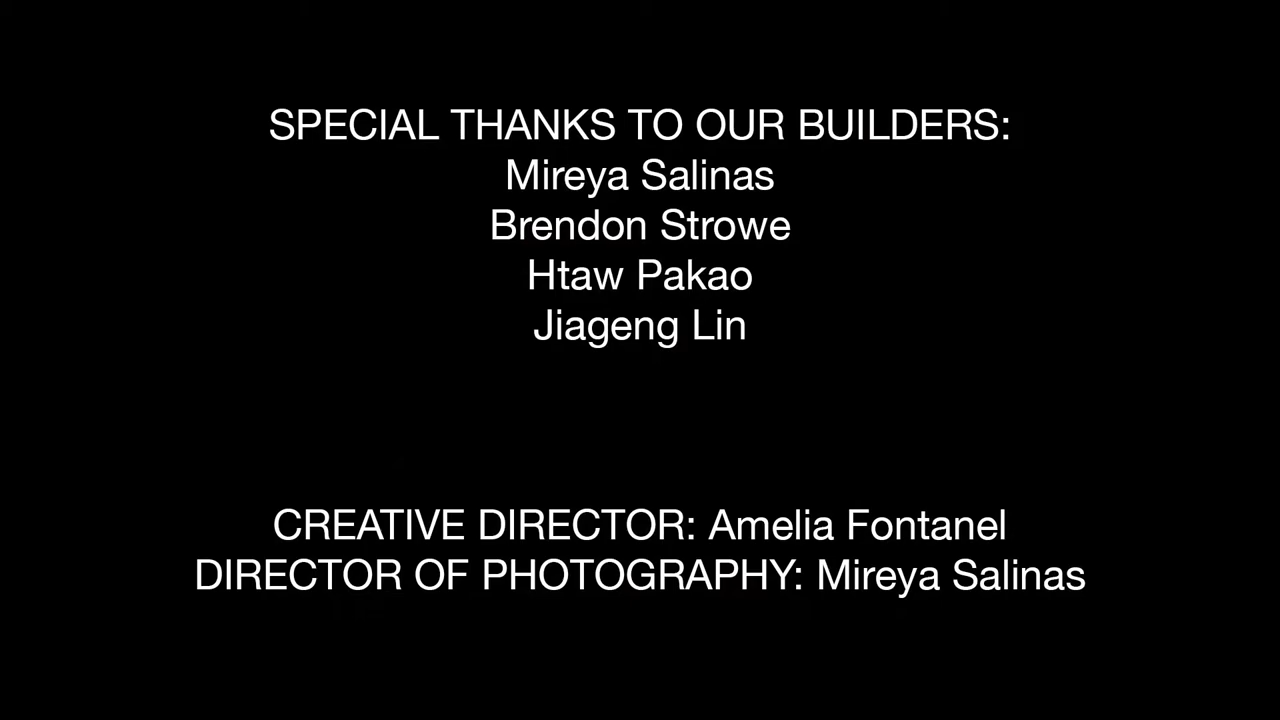 SPECIAL THANKS TO OUR BUILDERS:
Mireya Salinas
Brendon Strowe
Htaw Pakao
Jiageng Lin
CREATIVE DIRECTOR: Amelia Fontanel
DIRECTOR OF PHOTOGRAPHY: Mireya Salinas